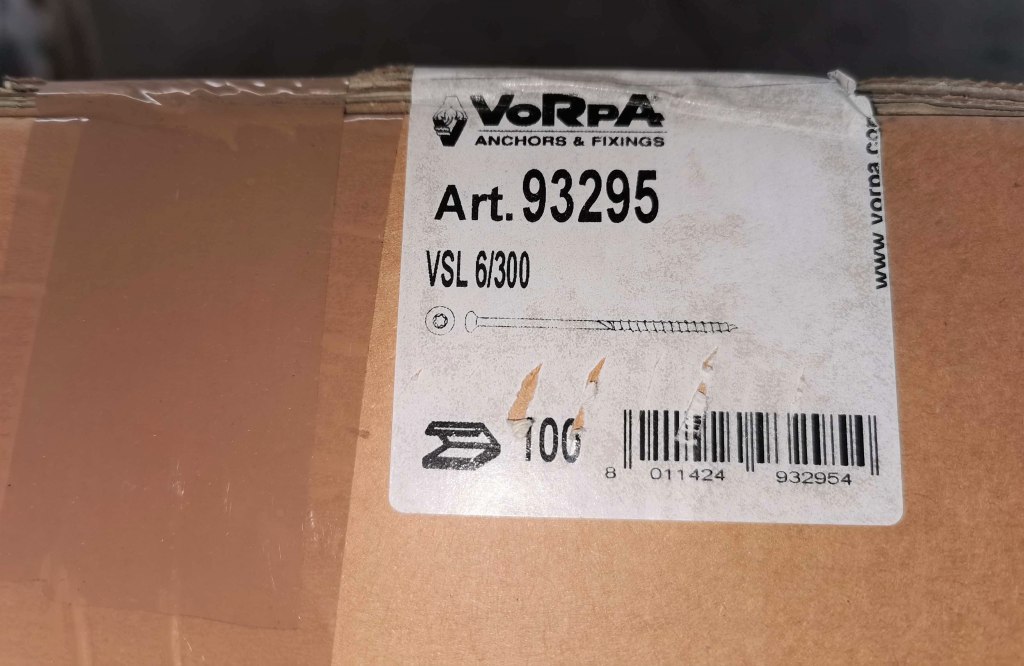 VORPA
ANCHORS & FIXINGS
Art. 93295
VSL 6/300
100
8 011424 932954
www vorpa co